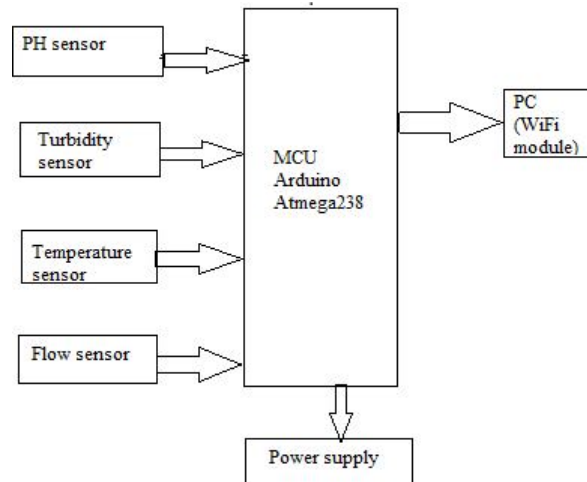 PH sensor
Turbidity
sensor
Temperature
sensor
Flow sensor
MCU
Arduino
Atmega238
PC
(WiFi
module)
Power supply